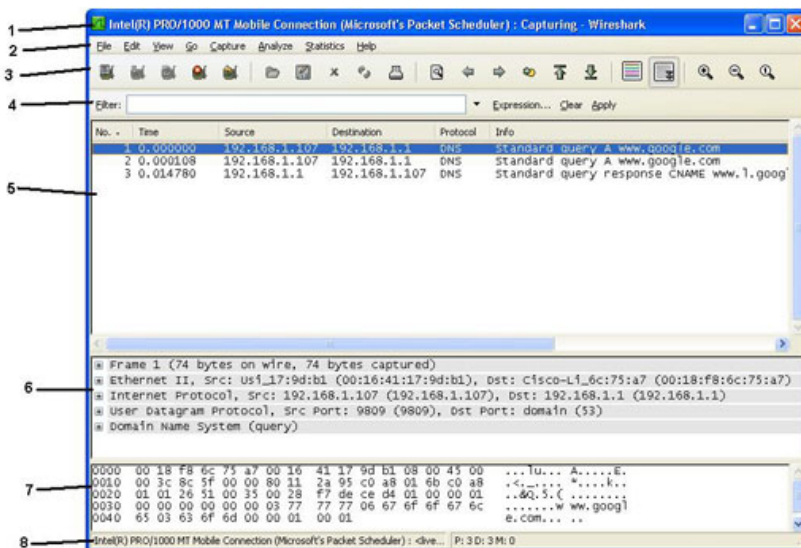 1
Intel(R) PRO/1000 MT Mobile Connection (Microsoft's Packet Scheduler) : Capturing - Wireshark
2
File Edit View Go Capture Analyze Statistics Help
3
4
Filter: Expression... Clear Apply
No. - Time Source Destination Protocol Info
1 0.000000 192.168.1.107 192.168.1.1 DNS Standard query A www.google.com
2 0.000108 192.168.1.107 192.168.1.1 DNS Standard query A www.google.com
3 0.014780 192.168.1.1 192.168.1.107 DNS Standard query response CNAME www.l.googl
5
Frame 1 (74 bytes on wire, 74 bytes captured)
Ethernet II, Src: Usi_17:9d:b1 (00:16:41:17:9d:b1), Dst: Cisco-Li_6c:75:a7 (00:18:f8:6c:75:a7)
6
Internet Protocol, Src: 192.168.1.107 (192.168.1.107), Dst: 192.168.1.1 (192.168.1.1)
User Datagram Protocol, Src Port: 9809 (9809), Dst Port: domain (53)
Domain Name System (query)
0000 00 18 f8 6c 75 a7 00 16 41 17 9d b1 08 00 45 00 ...lu... A.....E.
0010 00 3c 8c 5f 00 00 80 11 2a 95 c0 a8 01 6b c0 a8 .<._.... *....k..
7
0020 01 01 26 51 00 35 00 28 f7 de ce d4 01 00 00 01 ..&Q.5.( ........
0030 00 00 00 00 00 00 03 77 77 77 06 67 6f 6f 67 6c .......w ww.googl
0040 65 03 63 6f 6d 00 00 01 00 01 e.com... ..
8
Intel(R) PRO/1000 MT Mobile Connection (Microsoft's Packet Scheduler) : <live... P: 3 D: 3 M: 0